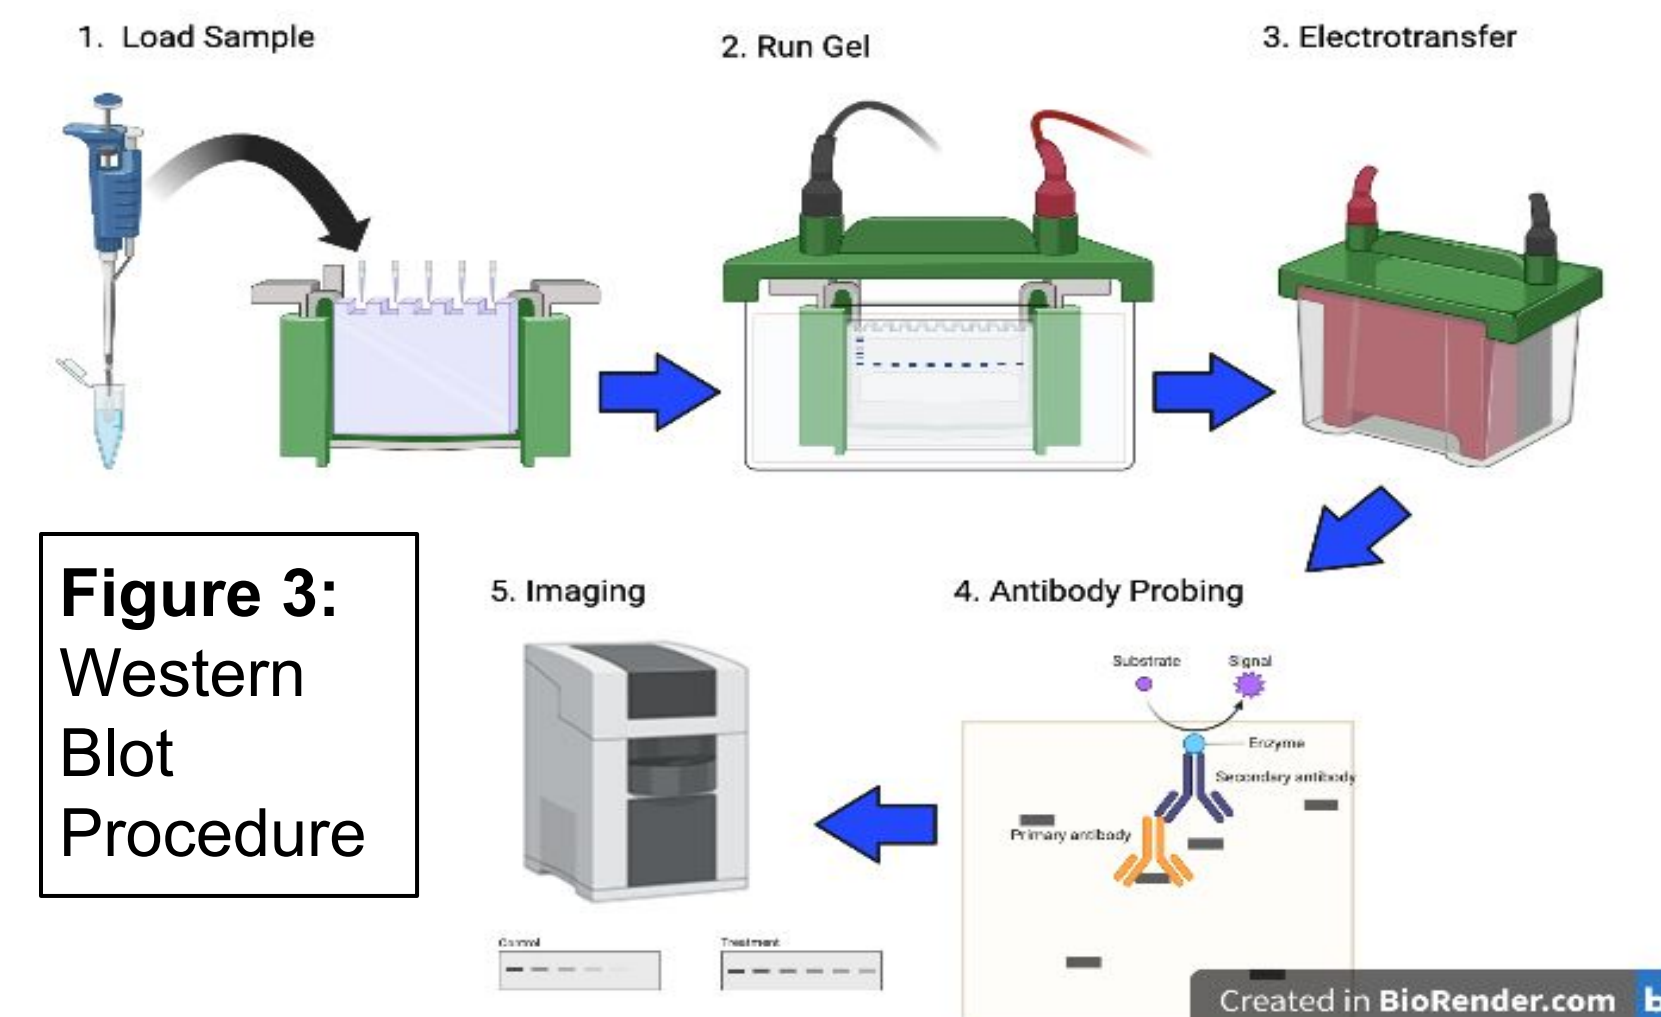 1. Load Sample
2. Run Gel
3. Electrotransfer
Figure 3:
Western
Blot
Procedure
5. Imaging
4. Antibody Probing
Substrate
Signal
Enzyme
Secondary antibody
Primary antibody
Control
Treatment
Created in BioRender.com